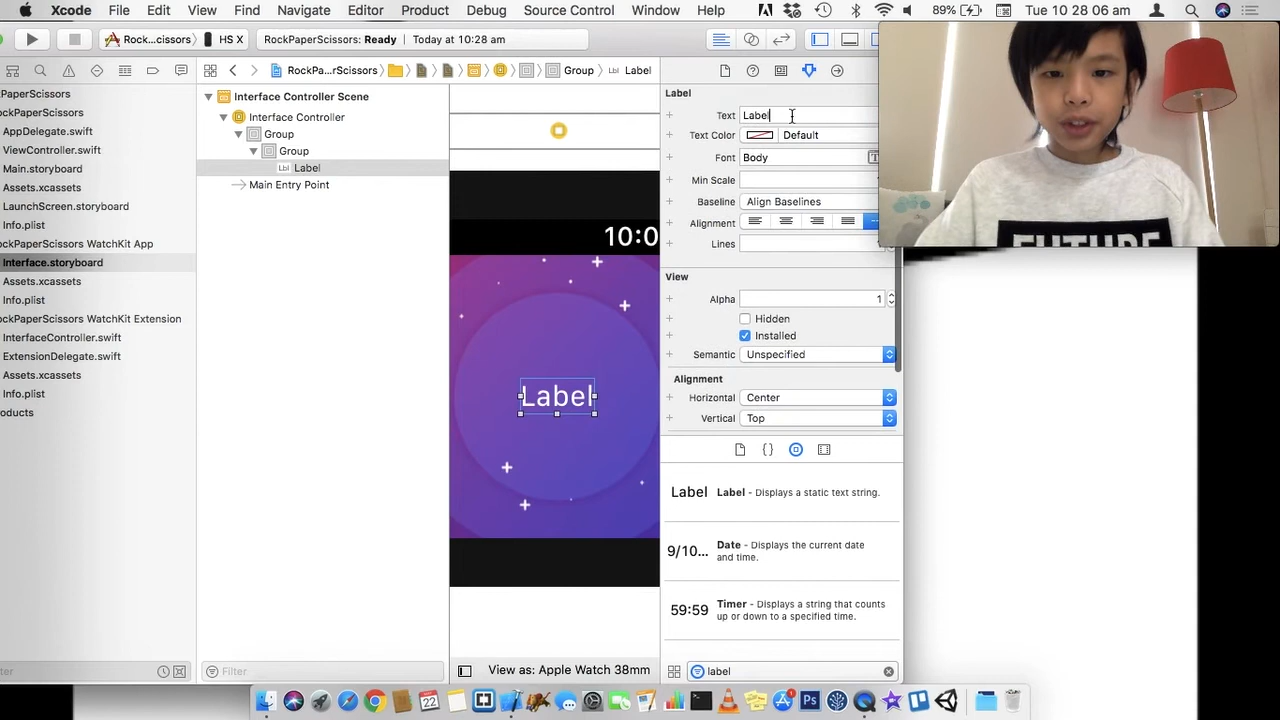 Xcode File Edit View Find Navigate Editor Product Debug Source Control Window Help 89% Tue 10 28 06 am
Rock...cissors HS X RockPaperScissors: Ready Today at 10:28 am
RockPa...rScissors Group Label
PaperScissors
ockPaperScissors
AppDelegate.swift
ViewController.swift
Main.storyboard
Assets.xcassets
LaunchScreen.storyboard
Info.plist
ockPaperScissors WatchKit App
Interface.storyboard
Assets.xcassets
Info.plist
ockPaperScissors WatchKit Extension
InterfaceController.swift
ExtensionDelegate.swift
Assets.xcassets
Info.plist
oducts
Interface Controller Scene
Interface Controller
Group
Group
Lbl Label
Main Entry Point
Filter
10:0
Label
View as: Apple Watch 38mm
Label
Text Label
Text Color Default
Font Body
Min Scale
Baseline Align Baselines
Alignment
Lines
View
Alpha 1
Hidden
Installed
Semantic Unspecified
Alignment
Horizontal Center
Vertical Top
Label Label - Displays a static text string.
9/10... Date - Displays the current date
and time.
59:59 Timer - Displays a string that counts
up or down to a specified time.
label
FUTURE